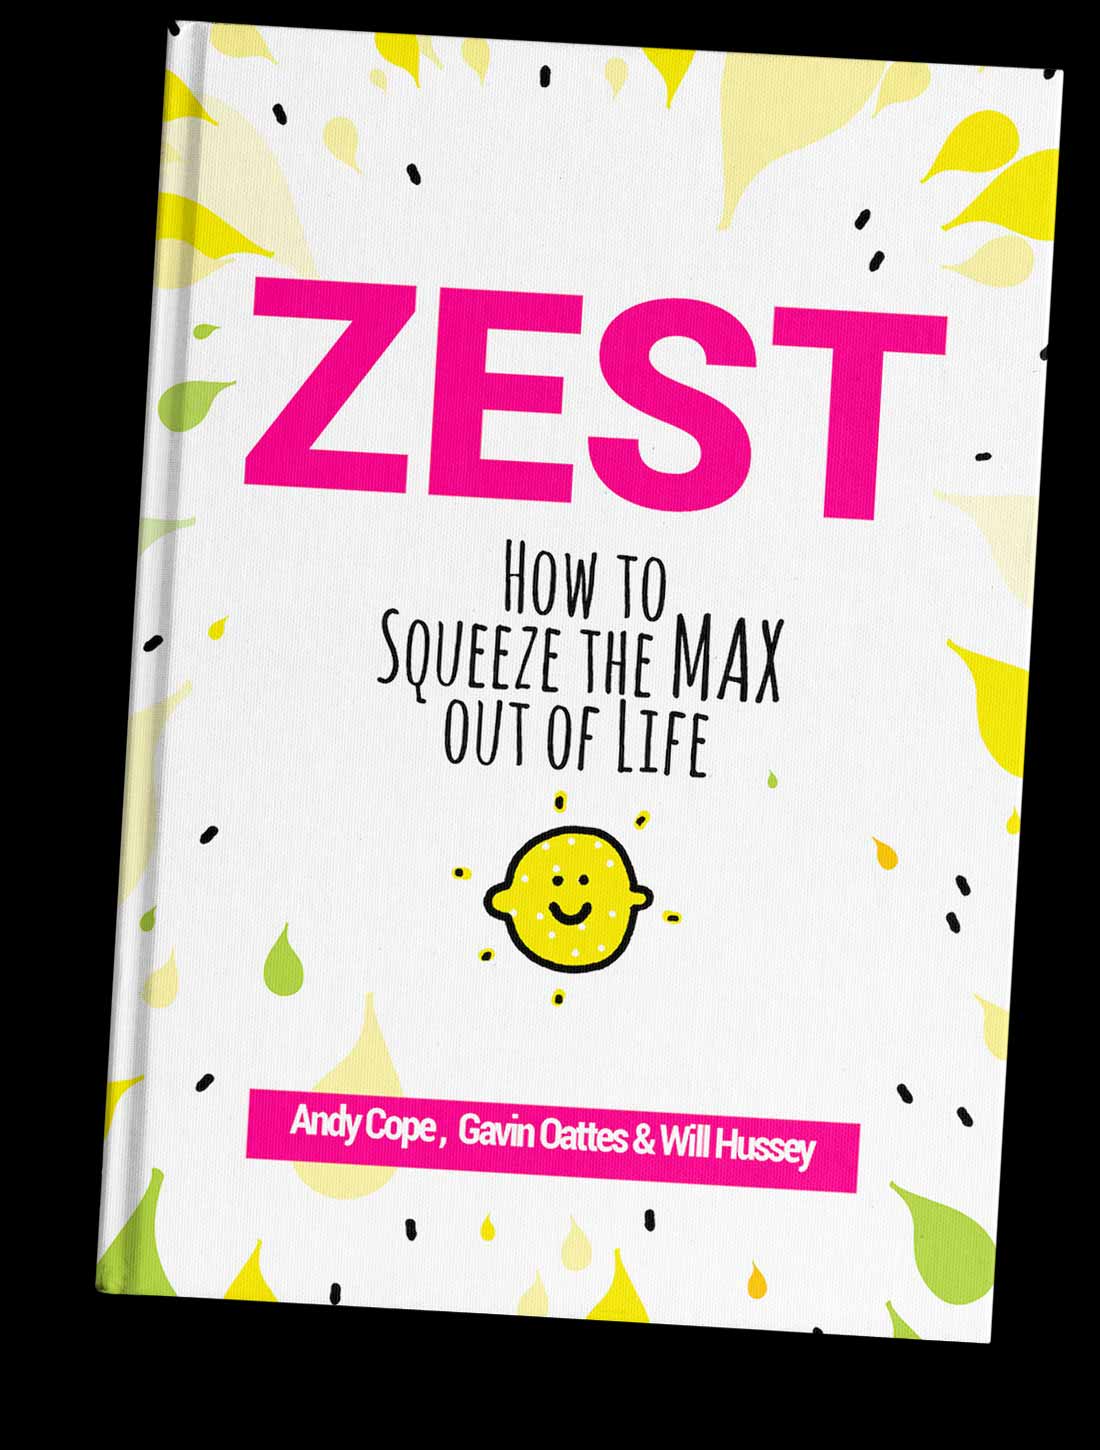 ZEST
HOW TO
SQUEEZE THE MAX
OUT OF LIFE
Andy Cope, Gavin Oattes & Will Hussey